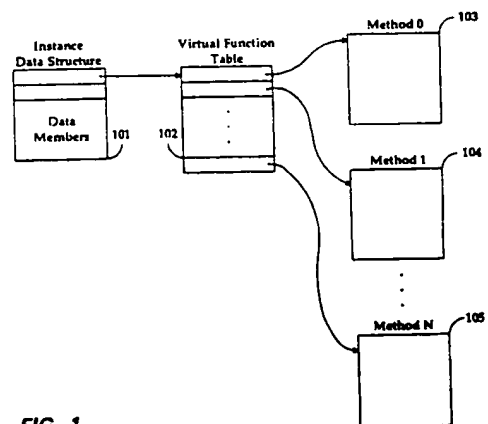 Instance
Data Structure
Data
Members
101
Virtual Function
Table
102
Method 0
103
Method 1
104
Method N
105
FIG. 1